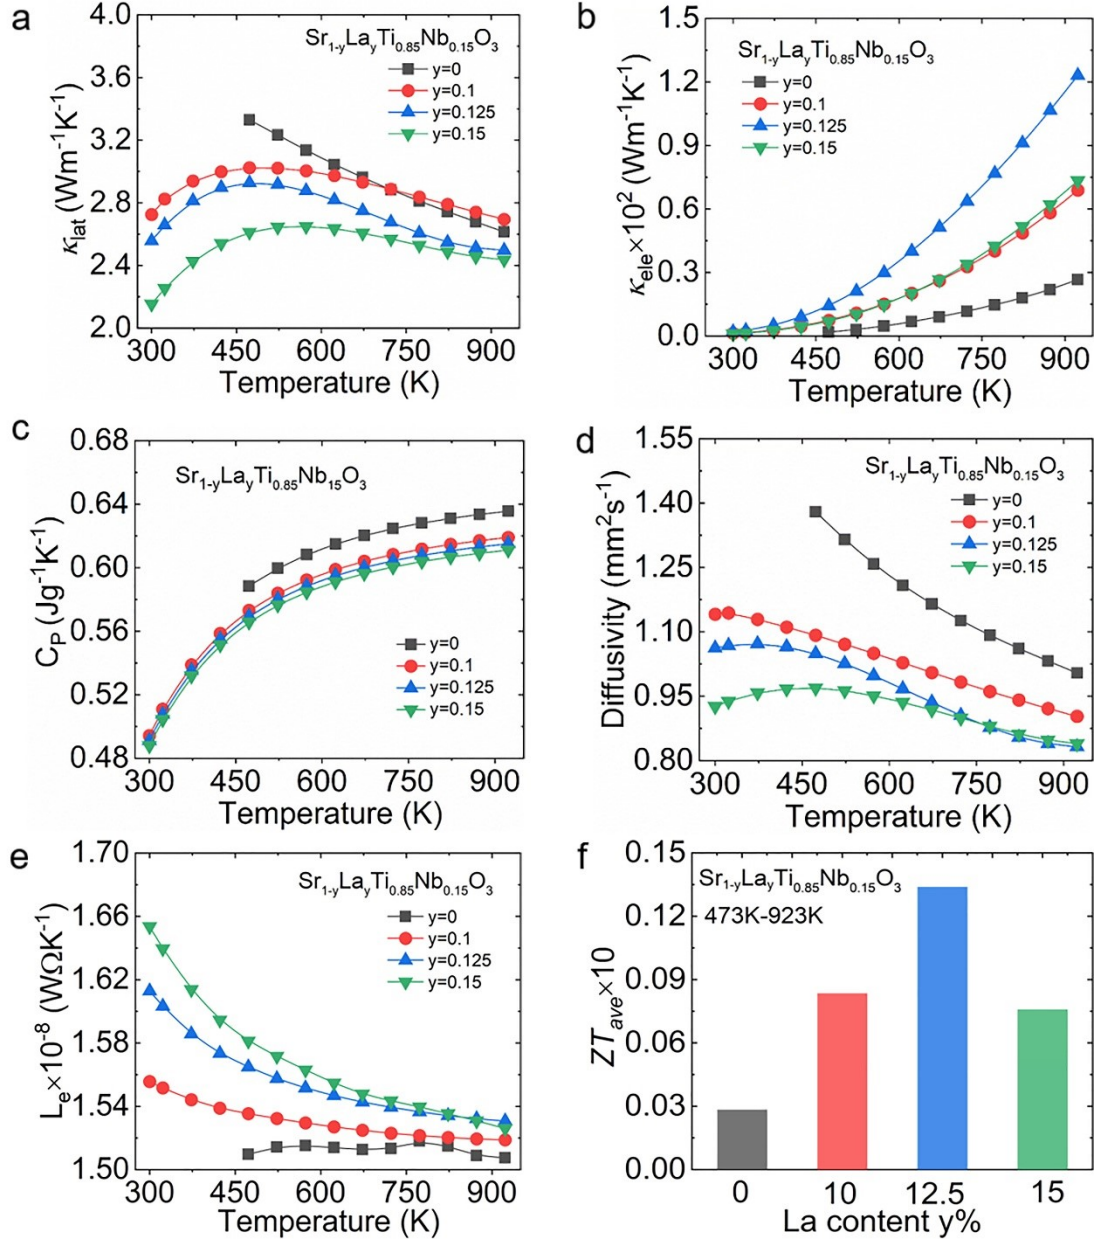 a
Sr1-yLayTi0.85Nb0.15O3
y=0
y=0.1
y=0.125
y=0.15
4.0
3.6
3.2
2.8
2.4
2.0
κlat (Wm-1K-1)
300 450 600 750 900
Temperature (K)
b
Sr1-yLayTi0.85Nb0.15O3
y=0
y=0.1
y=0.125
y=0.15
1.5
1.2
0.9
0.6
0.3
0.0
κele×102 (Wm-1K-1)
300 450 600 750 900
Temperature (K)
c
Sr1-yLayTi0.85Nb15O3
0.68
0.64
0.60
0.56
0.52
0.48
CP (Jg-1K-1)
y=0
y=0.1
y=0.125
y=0.15
300 450 600 750 900
Temperature (K)
d
Sr1-yLayTi0.85Nb0.15O3
y=0
y=0.1
y=0.125
y=0.15
1.55
1.40
1.25
1.10
0.95
0.80
Diffusivity (mm2s-1)
300 450 600 750 900
Temperature (K)
e
Sr1-yLayTi0.85Nb0.15O3
y=0
y=0.1
y=0.125
y=0.15
1.70
1.66
1.62
1.58
1.54
1.50
Le×10-8 (WΩK-1)
300 450 600 750 900
Temperature (K)
f
Sr1-yLayTi0.85Nb0.15O3
473K-923K
0.15
0.12
0.09
0.06
0.03
0.00
ZTave×10
0 10 12.5 15
La content y%